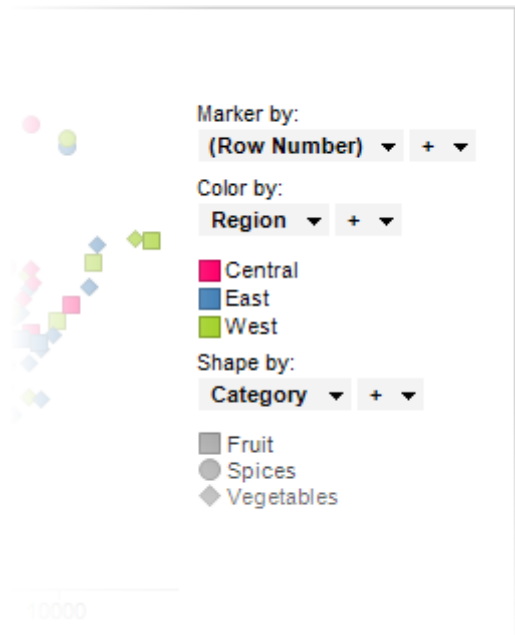 Marker by:
(Row Number) +
Color by:
Region +
Central
East
West
Shape by:
Category +
Fruit
Spices
Vegetables
10000